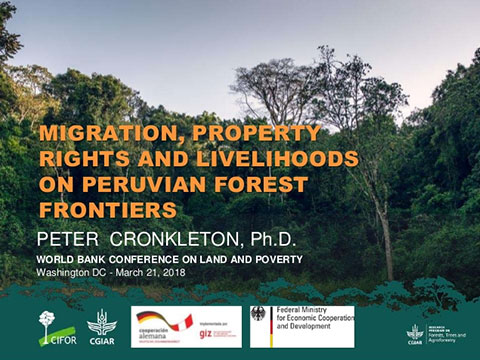 MIGRATION, PROPERTY
RIGHTS AND LIVELIHOODS
ON PERUVIAN FOREST
FRONTIERS
PETER CRONKLETON, Ph.D.
WORLD BANK CONFERENCE ON LAND AND POVERTY
Washington DC - March 21, 2018
CIFOR
CGIAR
cooperación
alemana
Implementada por:
giz
Federal Ministry
for Economic Cooperation
and Development
CGIAR
RESEARCH
PROGRAM ON
Forests, Trees and
Agroforestry